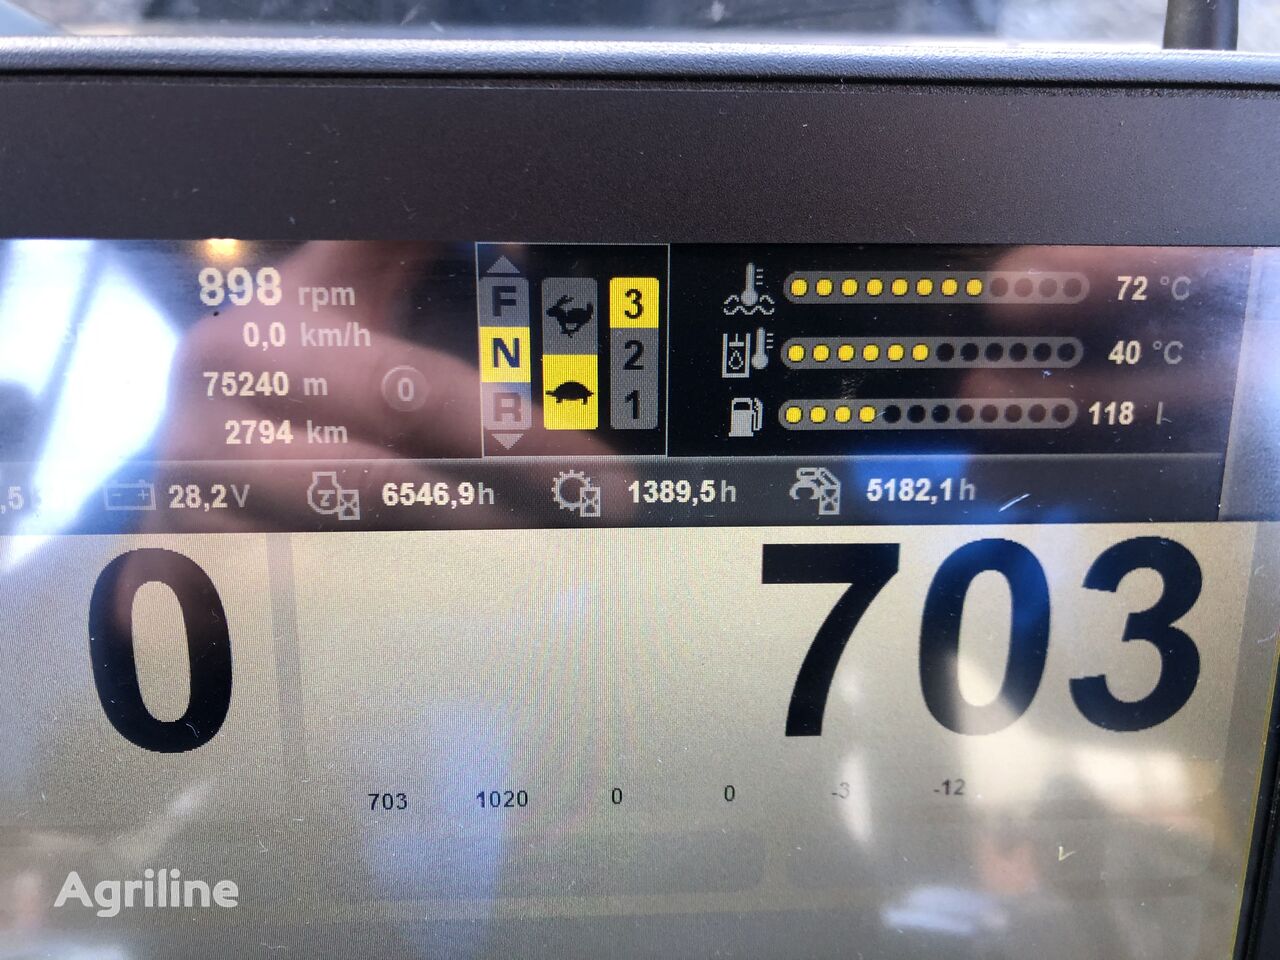 898 rpm
0,0 km/h
75240 m 0
2794 km
F
N
R
3
2
1
72 °C
40 °C
118 l
,5
28,2V
6546,9h
1389,5h
5182,1h
0 703
703 1020 0 0 -3 -12
Agriline